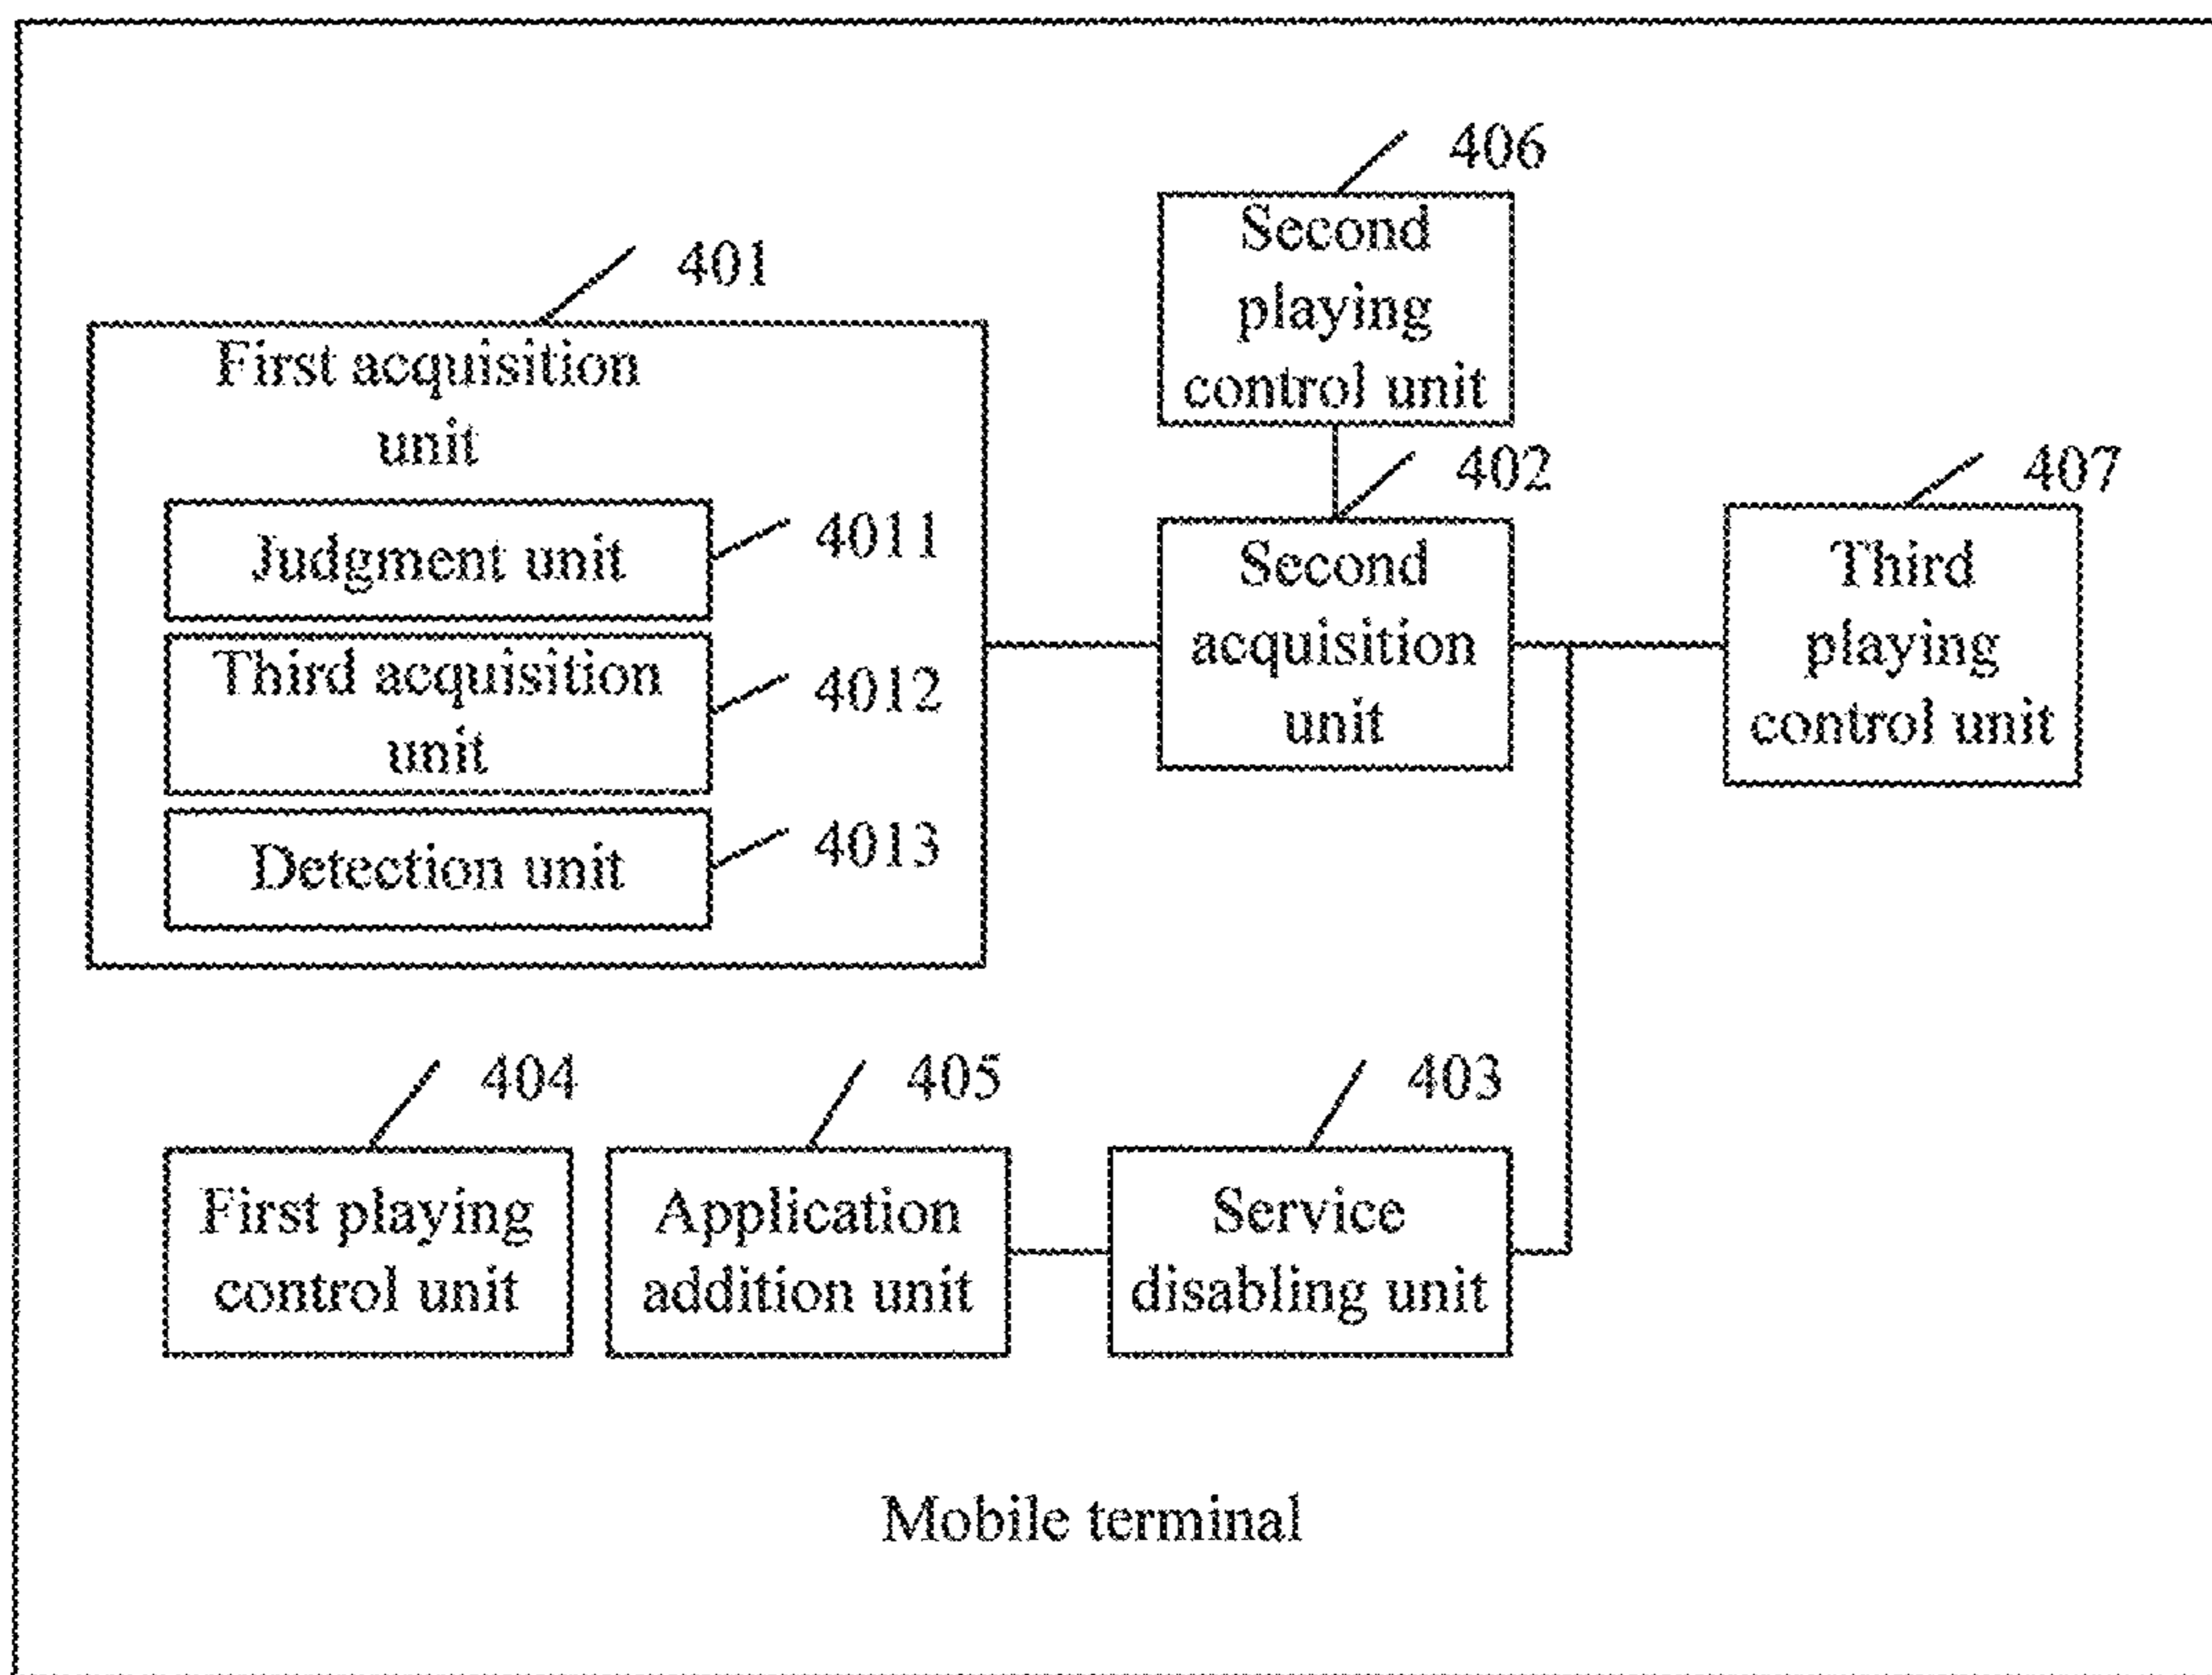 406
Second
playing
control unit
401
First acquisition
unit
402
407
Judgment unit
4011
Second
acquisition
unit
Third
playing
control unit
Third acquisition
unit
4012
Detection unit
4013
404
405
403
First playing
control unit
Application
addition unit
Service
disabling unit
Mobile terminal